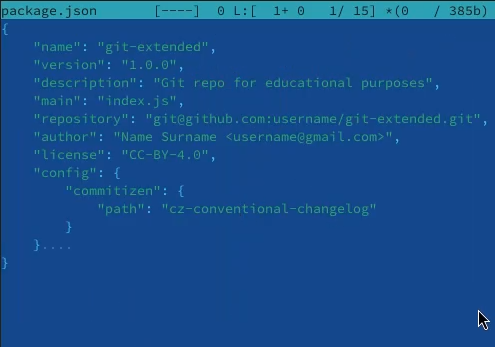 package.json [----] 0 L:[ 1+ 0 1/ 15] *(0 / 385b)
{
    "name": "git-extended",
    "version": "1.0.0",
    "description": "Git repo for educational purposes",
    "main": "index.js",
    "repository": "git@github.com:username/git-extended.git",
    "author": "Name Surname <username@gmail.com>",
    "license": "CC-BY-4.0",
    "config": {
        "commitizen": {
            "path": "cz-conventional-changelog"
        }
    }....
}